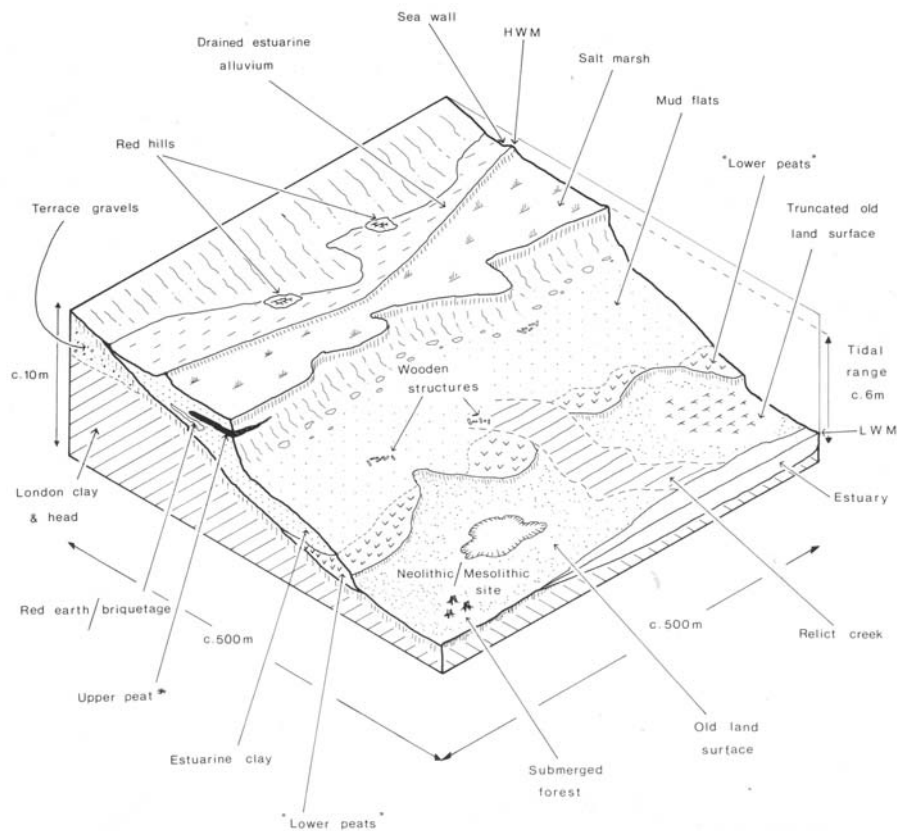 Sea wall
HWM
Drained estuarine
alluvium
Salt marsh
Mud flats
Red hills
"Lower peats"
Terrace gravels
Truncated old
land surface
c.10m
Wooden
structures
Tidal
range
c.6m
LWM
London clay
& head
Estuary
Neolithic / Mesolithic
site
Red earth / briquetage
c.500m
c.500m
Relict creek
Upper peat*
Old land
surface
Estuarine clay
Submerged
forest
"Lower peats"